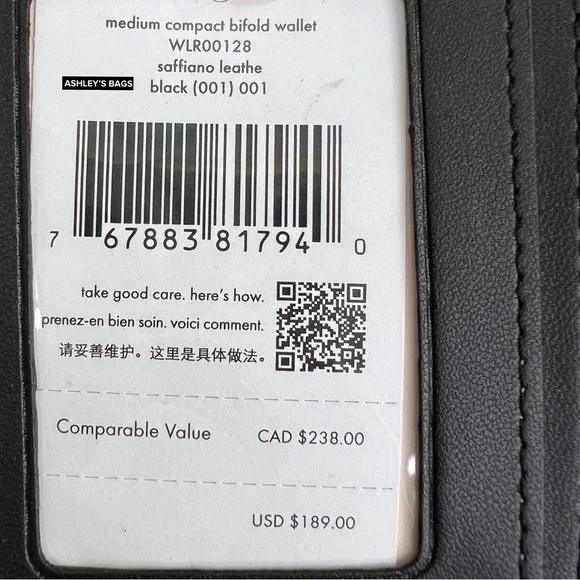 medium compact bifold wallet
WLR00128
saffiano leathe
ASHLEY'S BAGS
black (001) 001
7 67883 81794 0
take good care. here's how.
prenez-en bien soin. voici comment.
请妥善维护。这里是具体做法。
Comparable Value CAD $238.00
USD $189.00